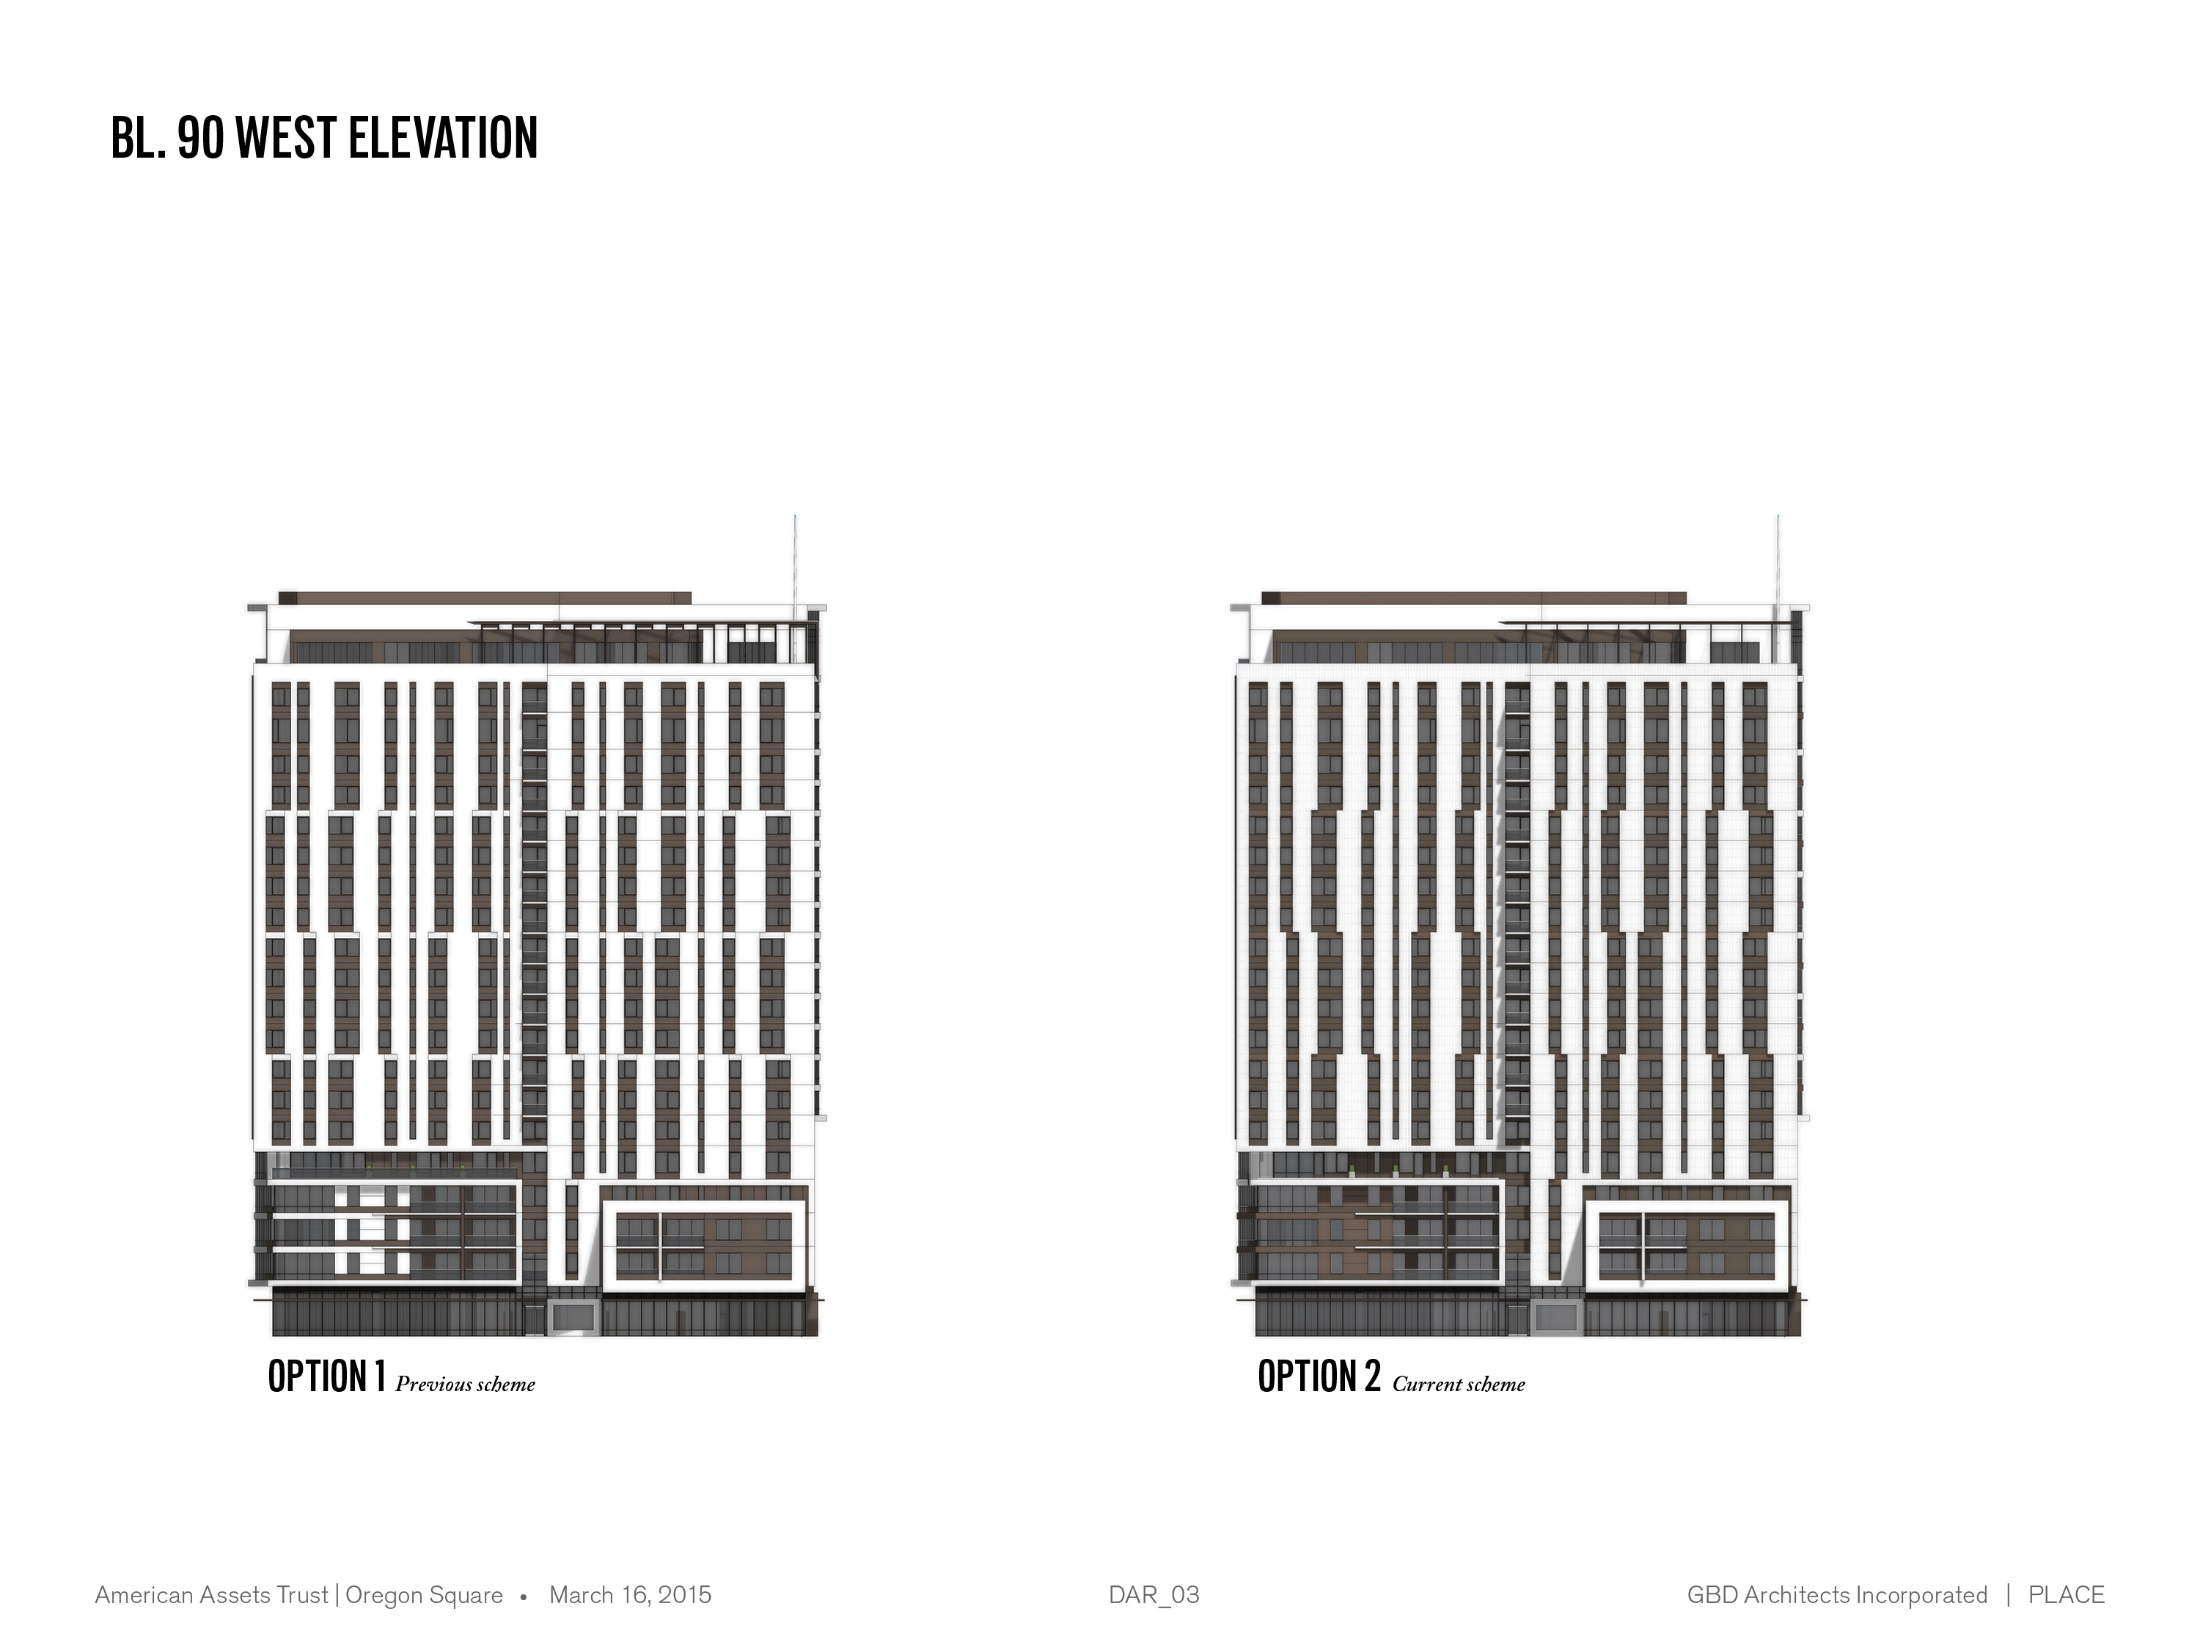 BL. 90 WEST ELEVATION
OPTION 1 Previous scheme
OPTION 2 Current scheme
American Assets Trust | Oregon Square • March 16, 2015
DAR_03
GBD Architects Incorporated | PLACE